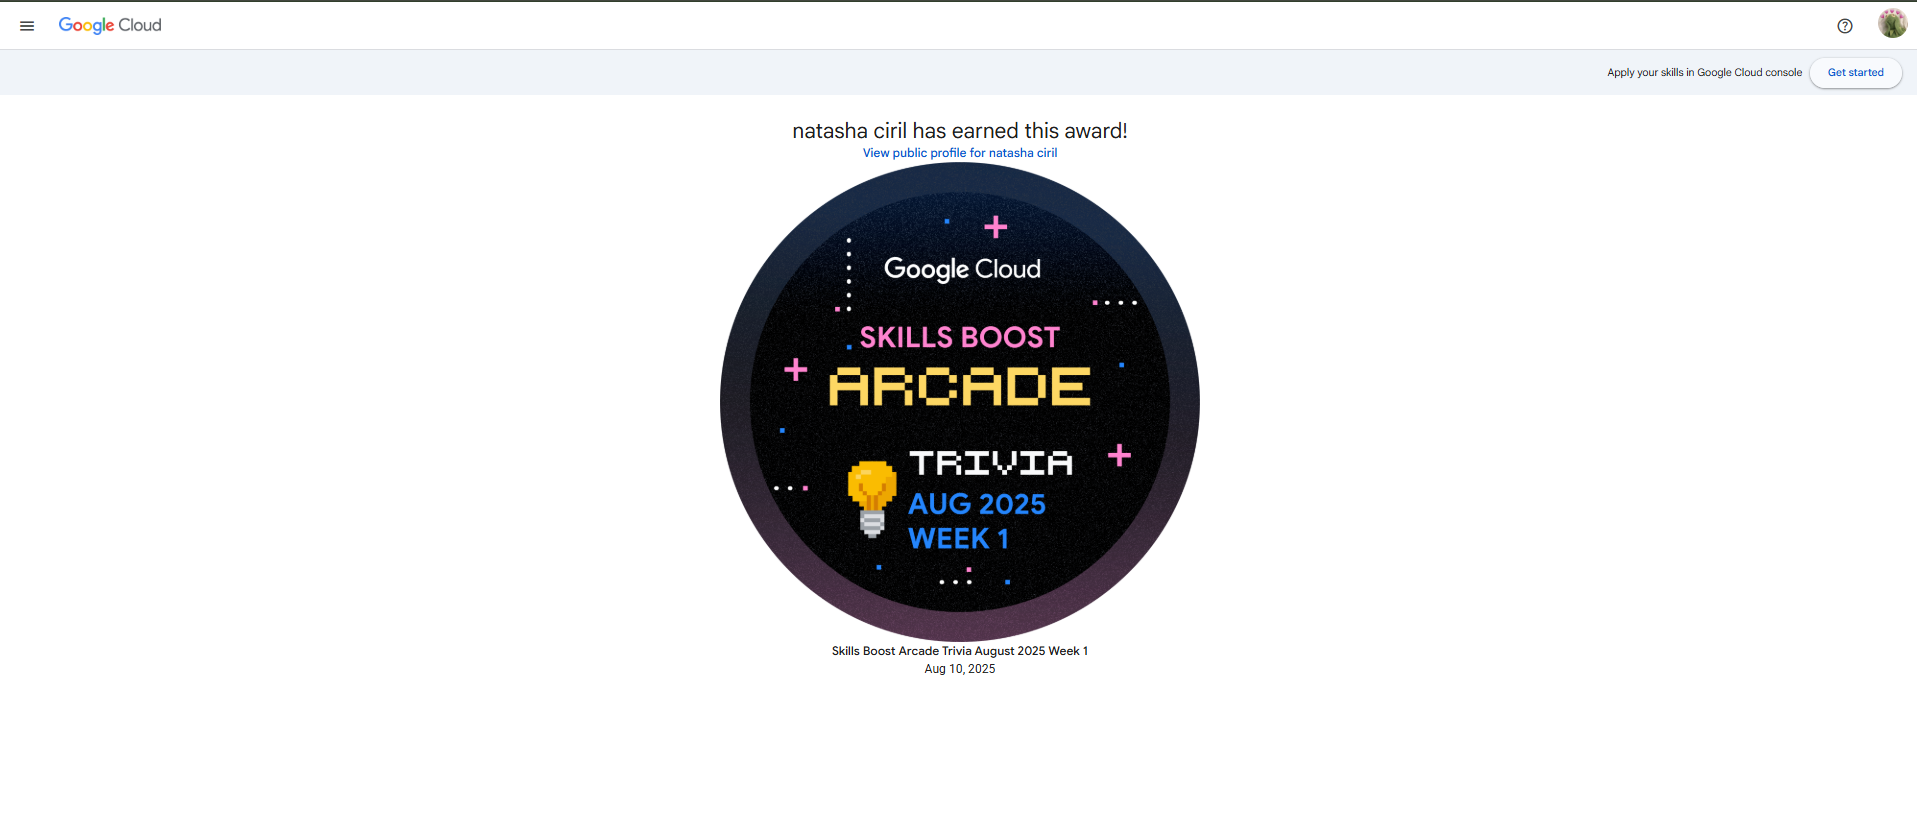 Google Cloud
Apply your skills in Google Cloud console
Get started
natasha ciril has earned this award!
View public profile for natasha ciril
Google Cloud
SKILLS BOOST
ARCADE
TRIVIA
AUG 2025
WEEK 1
Skills Boost Arcade Trivia August 2025 Week 1
Aug 10, 2025